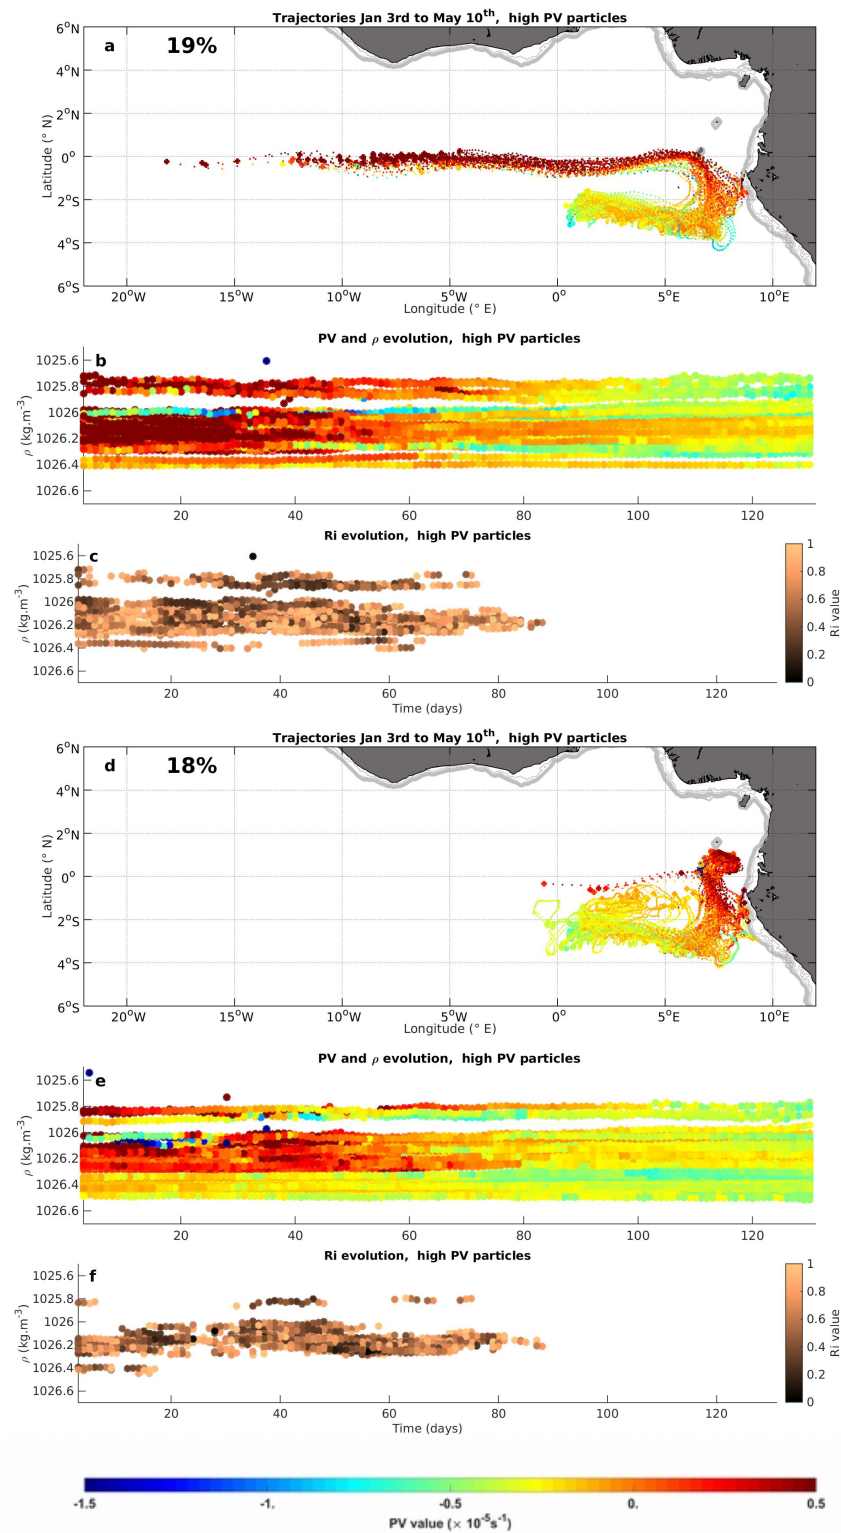 Trajectories Jan 3rd to May 10th, high PV particles
a 19%
6°N
4°N
2°N
0°
2°S
4°S
6°S
Latitude (° N)
20°W 15°W 10°W 5°W 0° 5°E 10°E
Longitude (° E)
PV and ρ evolution, high PV particles
b
1025.6
1025.8
1026
1026.2
1026.4
1026.6
ρ (kg.m-3)
20 40 60 80 100 120
Ri evolution, high PV particles
c
1025.6
1025.8
1026
1026.2
1026.4
1026.6
ρ (kg.m-3)
20 40 60 80 100 120
Time (days)
1
0.8
0.6
0.4
0.2
0
Ri value
Trajectories Jan 3rd to May 10th, high PV particles
d 18%
6°N
4°N
2°N
0°
2°S
4°S
6°S
Latitude (° N)
20°W 15°W 10°W 5°W 0° 5°E 10°E
Longitude (° E)
PV and ρ evolution, high PV particles
e
1025.6
1025.8
1026
1026.2
1026.4
1026.6
ρ (kg.m-3)
20 40 60 80 100 120
Ri evolution, high PV particles
f
1025.6
1025.8
1026
1026.2
1026.4
1026.6
ρ (kg.m-3)
20 40 60 80 100 120
Time (days)
1
0.8
0.6
0.4
0.2
0
Ri value
-1.5 -1. -0.5 0. 0.5
PV value (× 10-5s-1)